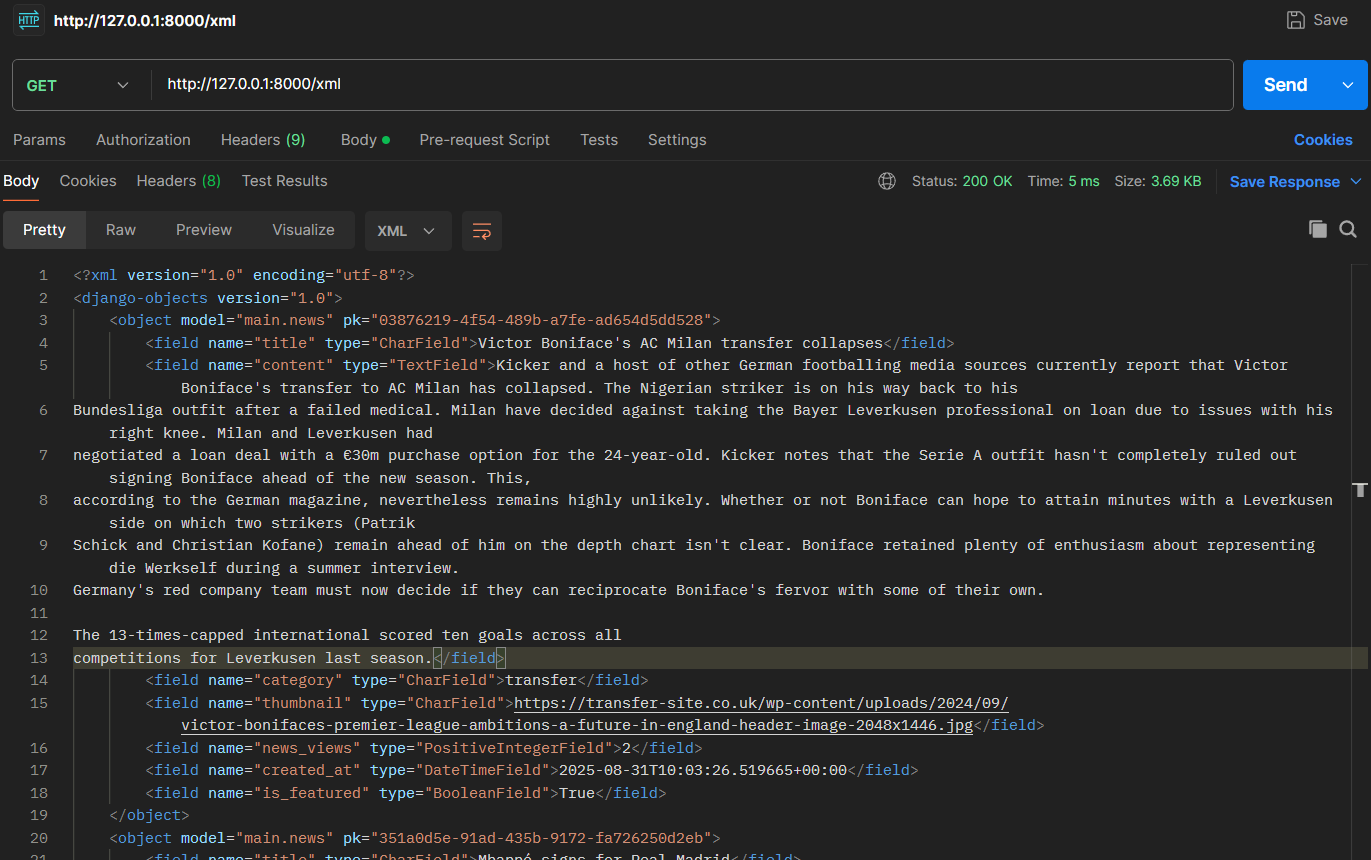 HTTP http://127.0.0.1:8000/xml Save
GET http://127.0.0.1:8000/xml Send
Params Authorization Headers (9) Body Pre-request Script Tests Settings Cookies
Body Cookies Headers (8) Test Results Status: 200 OK Time: 5 ms Size: 3.69 KB Save Response
Pretty Raw Preview Visualize XML
1 <?xml version="1.0" encoding="utf-8"?>
2 <django-objects version="1.0">
3 <object model="main.news" pk="03876219-4f54-489b-a7fe-ad654d5dd528">
4 <field name="title" type="CharField">Victor Boniface's AC Milan transfer collapses</field>
5 <field name="content" type="TextField">Kicker and a host of other German footballing media sources currently report that Victor
Boniface's transfer to AC Milan has collapsed. The Nigerian striker is on his way back to his
6 Bundesliga outfit after a failed medical. Milan have decided against taking the Bayer Leverkusen professional on loan due to issues with his
right knee. Milan and Leverkusen had
7 negotiated a loan deal with a €30m purchase option for the 24-year-old. Kicker notes that the Serie A outfit hasn't completely ruled out
signing Boniface ahead of the new season. This,
8 according to the German magazine, nevertheless remains highly unlikely. Whether or not Boniface can hope to attain minutes with a Leverkusen
side on which two strikers (Patrik
9 Schick and Christian Kofane) remain ahead of him on the depth chart isn't clear. Boniface retained plenty of enthusiasm about representing
die Werkself during a summer interview.
10 Germany's red company team must now decide if they can reciprocate Boniface's fervor with some of their own.
11
12 The 13-times-capped international scored ten goals across all
13 competitions for Leverkusen last season.</field>
14 <field name="category" type="CharField">transfer</field>
15 <field name="thumbnail" type="CharField">https://transfer-site.co.uk/wp-content/uploads/2024/09/
victor-bonifaces-premier-league-ambitions-a-future-in-england-header-image-2048x1446.jpg</field>
16 <field name="news_views" type="PositiveIntegerField">2</field>
17 <field name="created_at" type="DateTimeField">2025-08-31T10:03:26.519665+00:00</field>
18 <field name="is_featured" type="BooleanField">True</field>
19 </object>
20 <object model="main.news" pk="351a0d5e-91ad-435b-9172-fa726250d2eb">
21 <field name="title" type="CharField">Mbappé signs for Real Madrid</field>